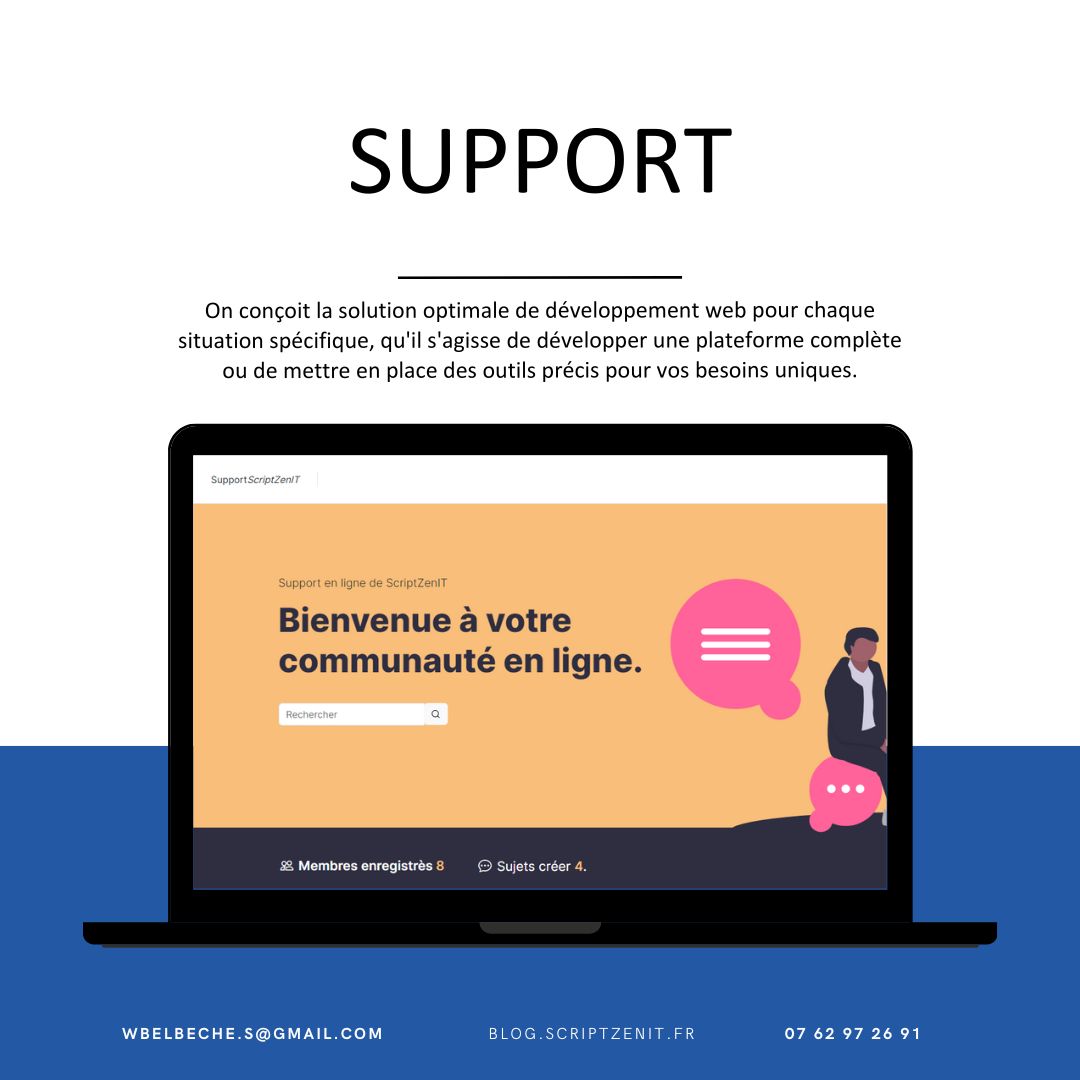 SUPPORT
On conçoit la solution optimale de développement web pour chaque
situation spécifique, qu'il s'agisse de développer une plateforme complète
ou de mettre en place des outils précis pour vos besoins uniques.
SupportScriptZenIT
Support en ligne de ScriptZenIT
Bienvenue à votre
communauté en ligne.
Rechercher
Membres enregistrès 8 Sujets créer 4.
WBELBECHE.S@GMAIL.COM BLOG.SCRIPTZENIT.FR 07 62 97 26 91